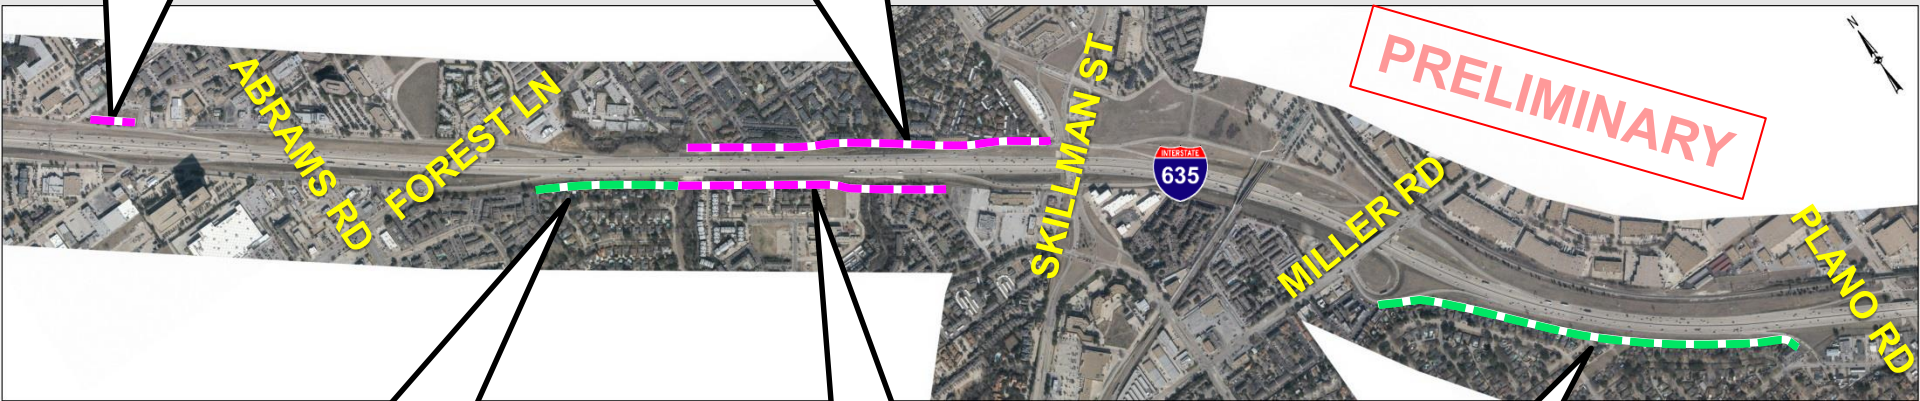 ABRAMS RD
FOREST LN
SKILLMAN ST
INTERSTATE
635
MILLER RD
PRELIMINARY
PLANO RD
N